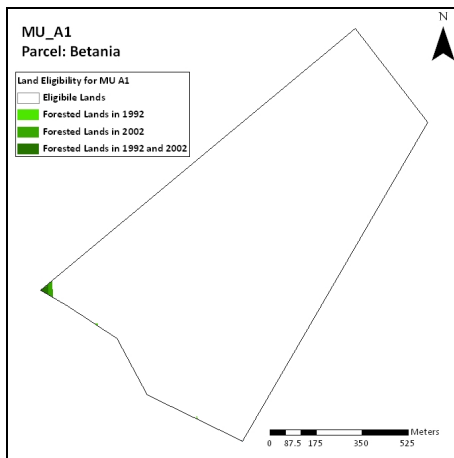 MU_A1
Parcel: Betania
N
Land Eligibility for MU A1
Eligibile Lands
Forested Lands in 1992
Forested Lands in 2002
Forested Lands in 1992 and 2002
Meters
0 87.5 175 350 525